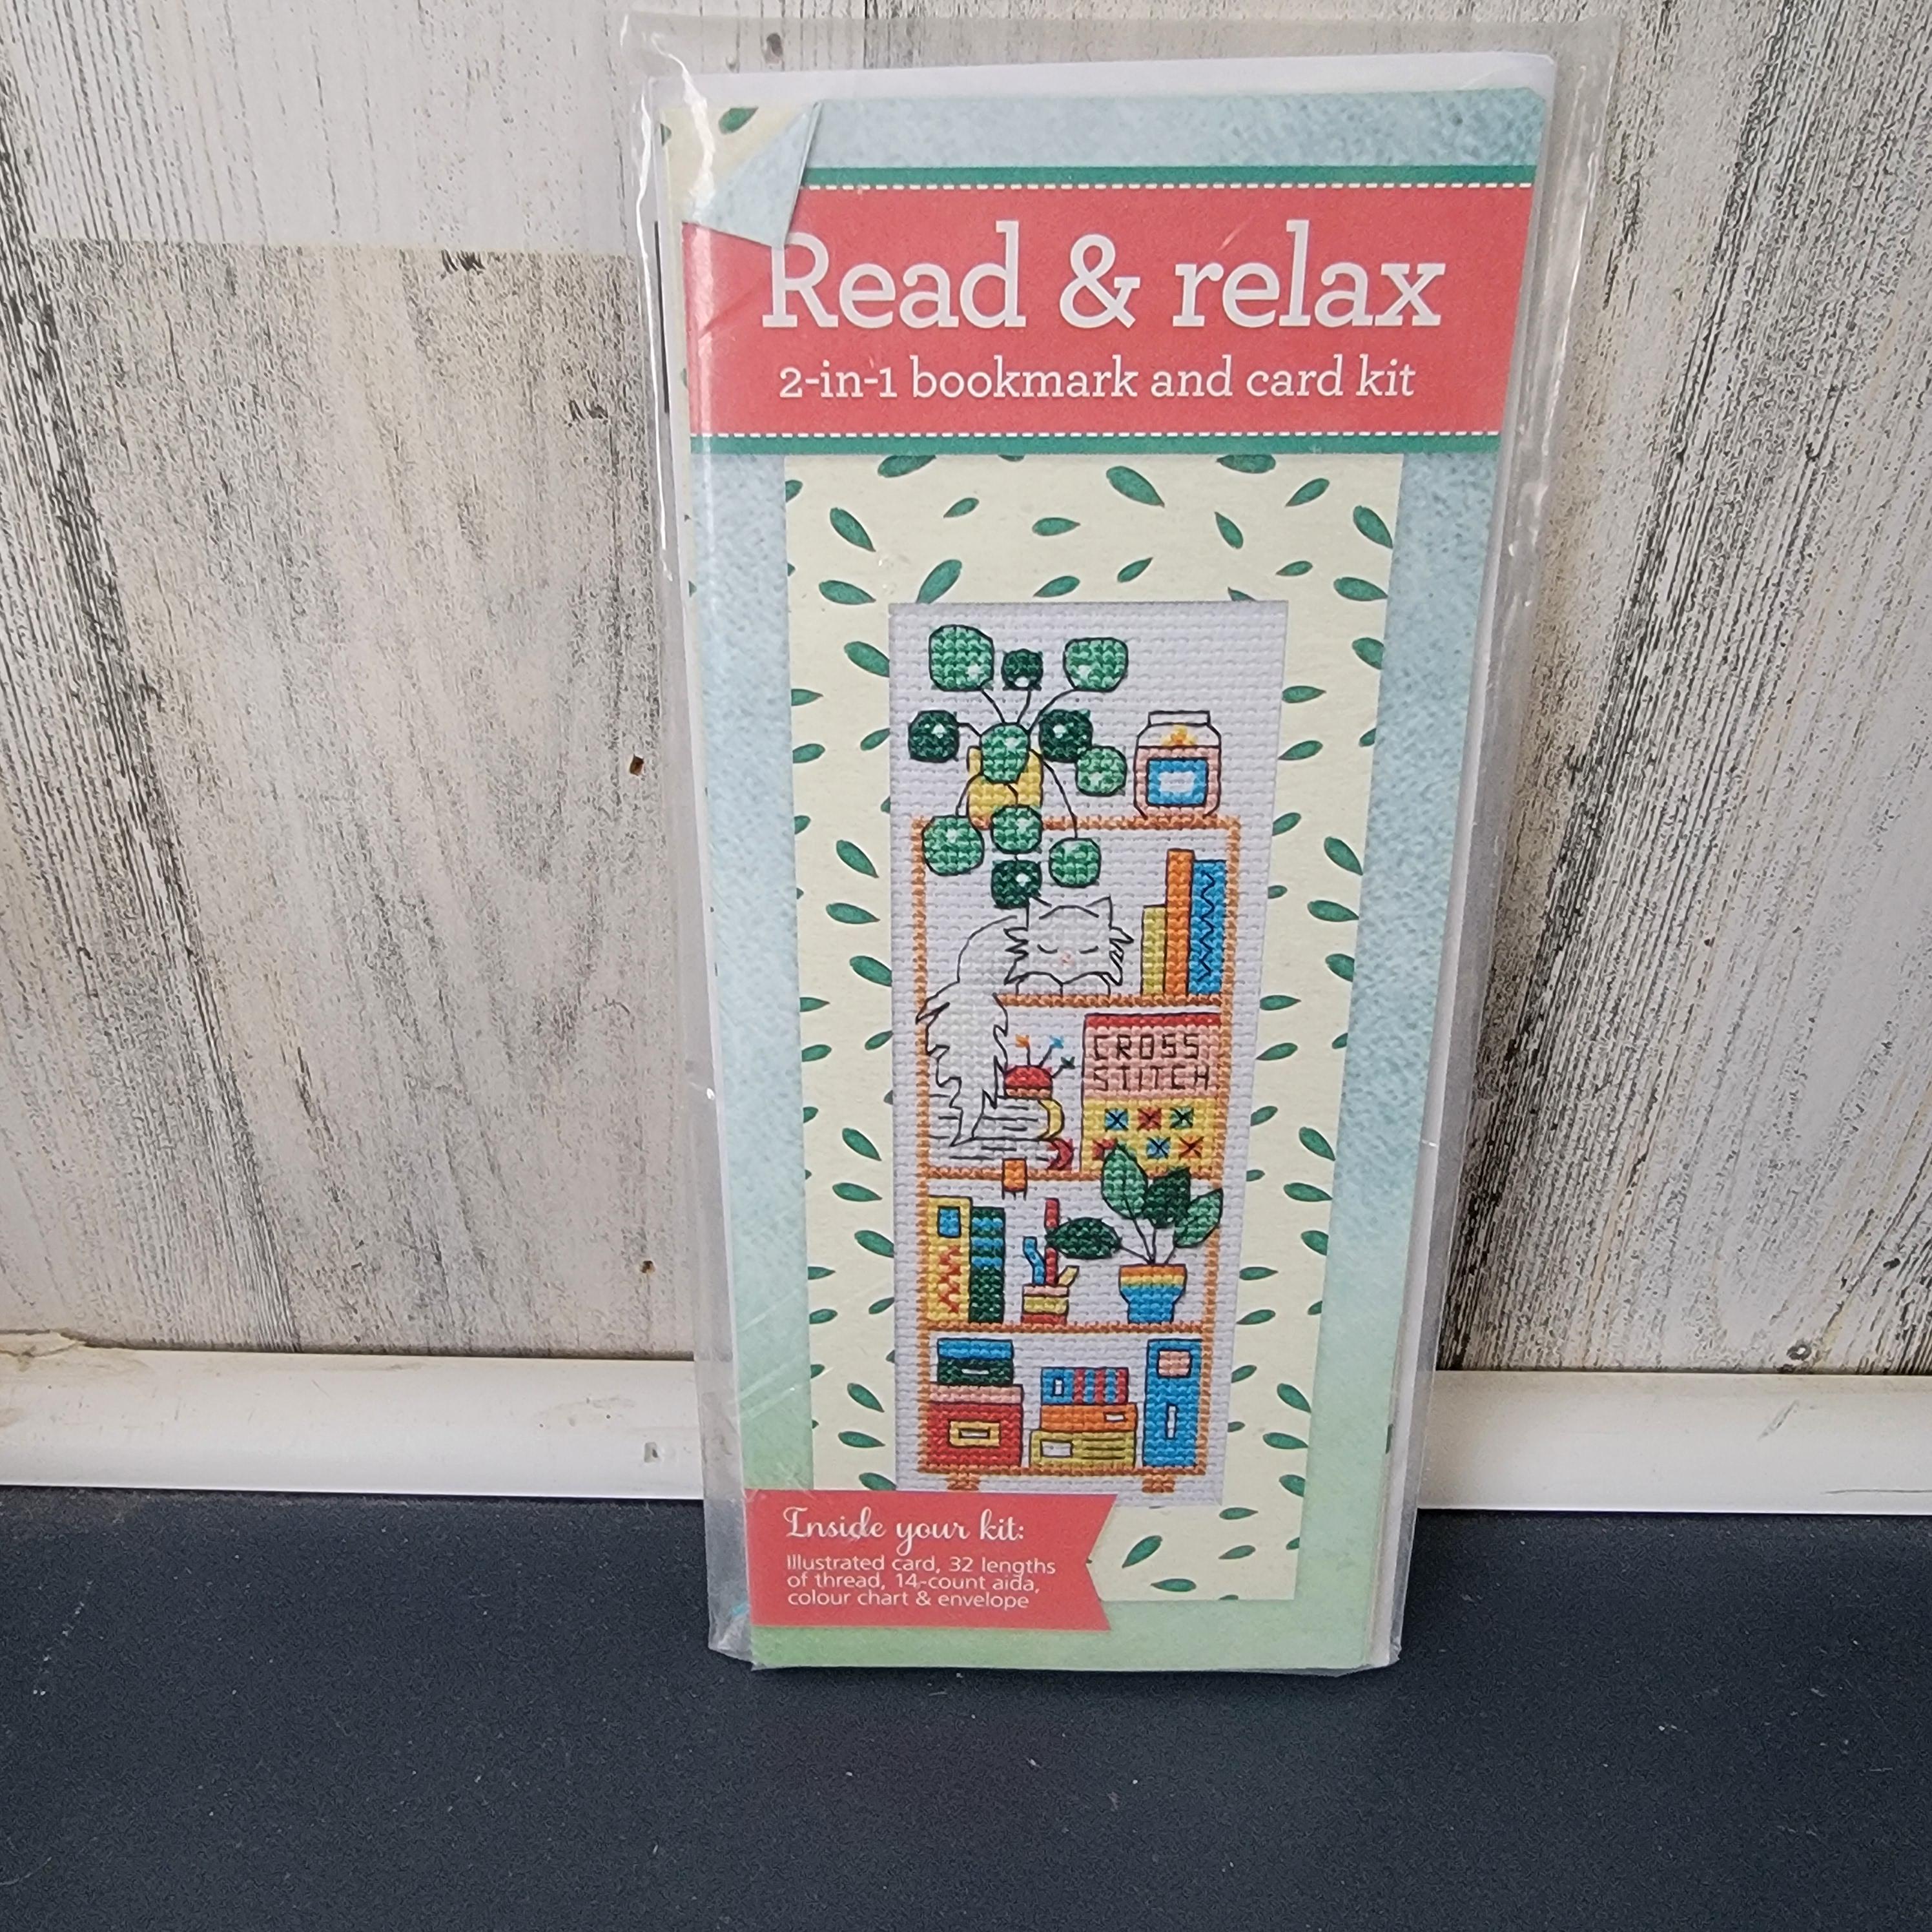 Read & relax
2-in-1 bookmark and card kit
CROSS
STITCH
Inside your kit:
Illustrated card, 32 lengths
of thread, 14-count aida,
colour chart & envelope